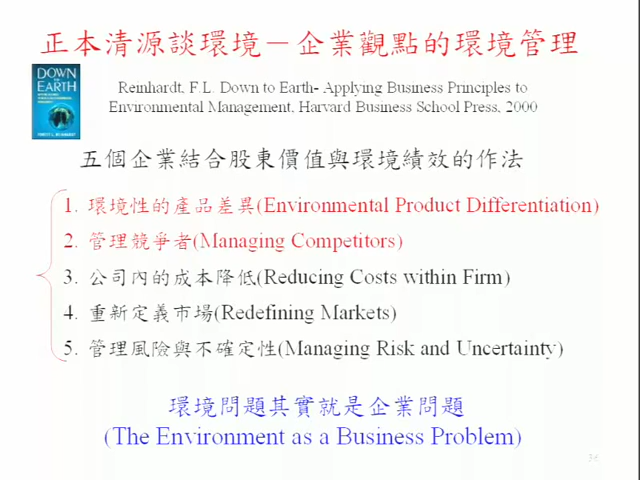 正本清源談環境－企業觀點的環境管理
DOWN
TO
EARTH
Reinhardt, F.L. Down to Earth- Applying Business Principles to
Environmental Management, Harvard Business School Press, 2000
五個企業結合股東價值與環境績效的作法
1. 環境性的產品差異(Environmental Product Differentiation)
2. 管理競爭者(Managing Competitors)
3. 公司內的成本降低(Reducing Costs within Firm)
4. 重新定義市場(Redefining Markets)
5. 管理風險與不確定性(Managing Risk and Uncertainty)
環境問題其實就是企業問題
(The Environment as a Business Problem)
36